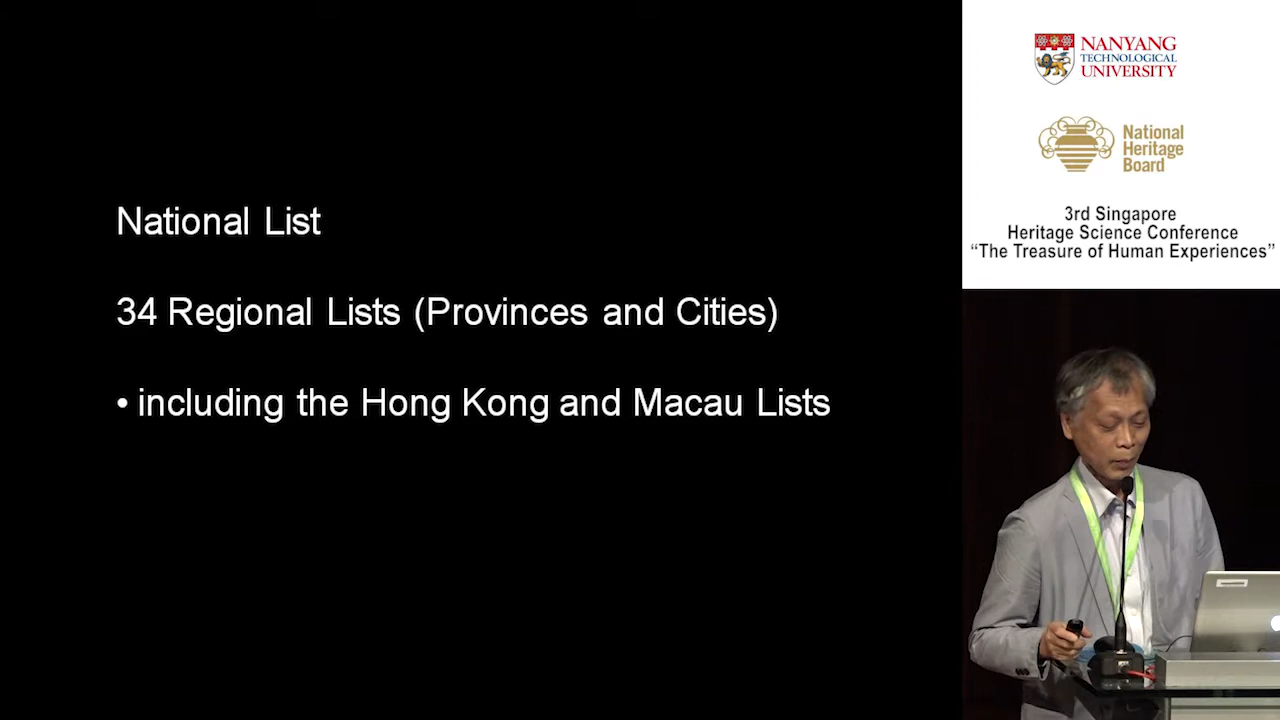 National List
34 Regional Lists (Provinces and Cities)
• including the Hong Kong and Macau Lists
NANYANG
TECHNOLOGICAL
UNIVERSITY
National
Heritage
Board
3rd Singapore
Heritage Science Conference
“The Treasure of Human Experiences”